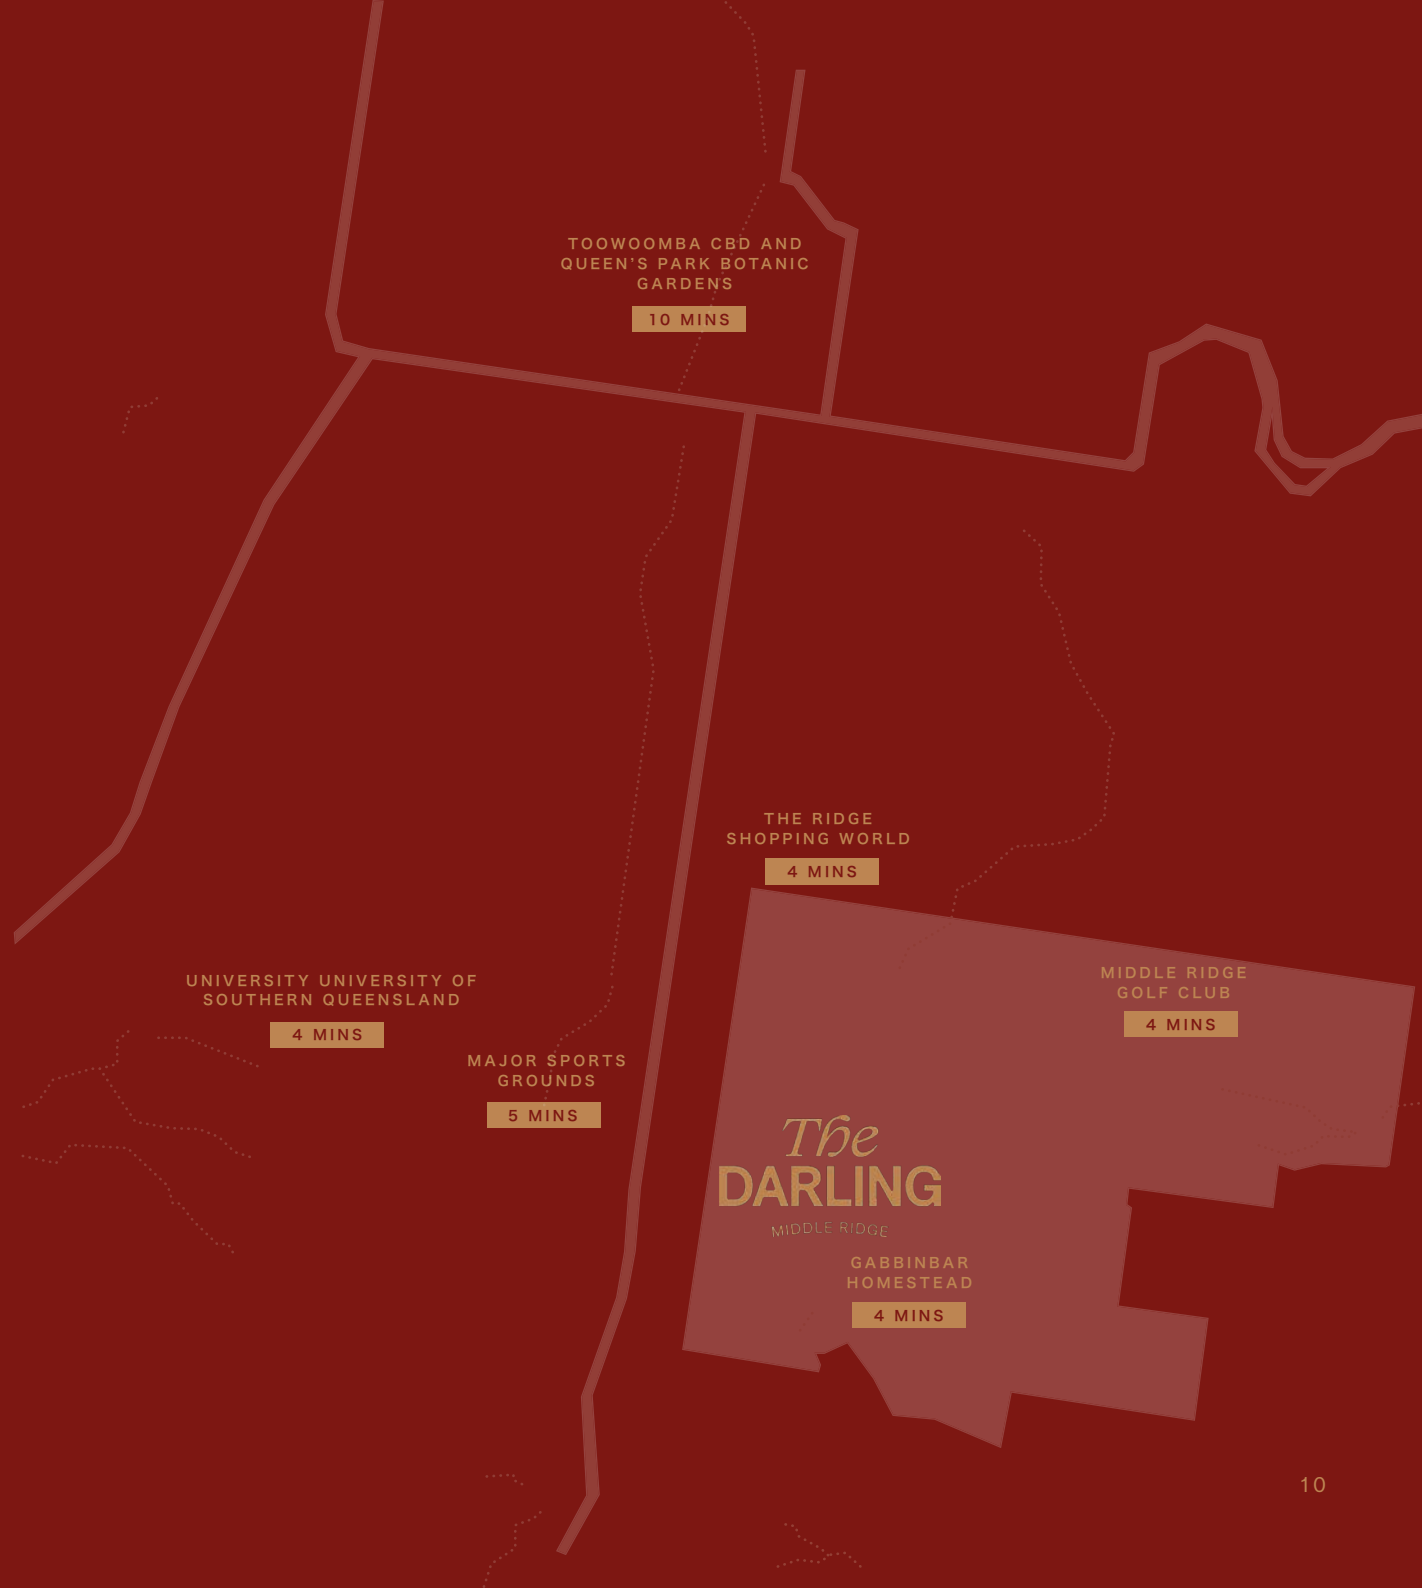 TOOWOOMBA CBD AND
QUEEN'S PARK BOTANIC
GARDENS
10 MINS
THE RIDGE
SHOPPING WORLD
4 MINS
UNIVERSITY UNIVERSITY OF
SOUTHERN QUEENSLAND
4 MINS
MIDDLE RIDGE
GOLF CLUB
4 MINS
MAJOR SPORTS
GROUNDS
5 MINS
The
DARLING
MIDDLE RIDGE
GABBINBAR
HOMESTEAD
4 MINS
10